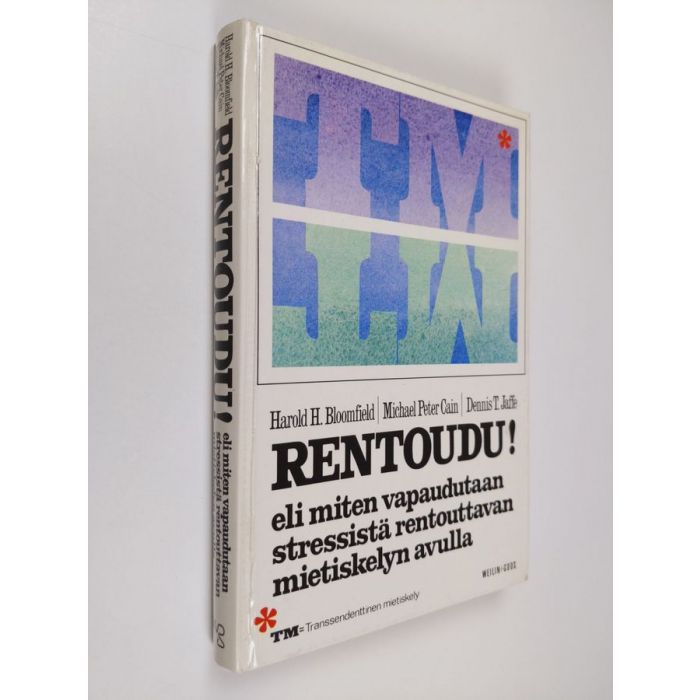 Harold H. Bloomfield
Michael Peter Cain
RENTOUDU!
eli miten vapaudutaan
stressistä rentouttavan
TM*
TM
Harold H. Bloomfield | Michael Peter Cain | Dennis T. Jaffe
RENTOUDU!
eli miten vapaudutaan
stressistä rentouttavan
mietiskelyn avulla
WEILIN+GÖÖS
*TM=Transsendenttinen mietiskely